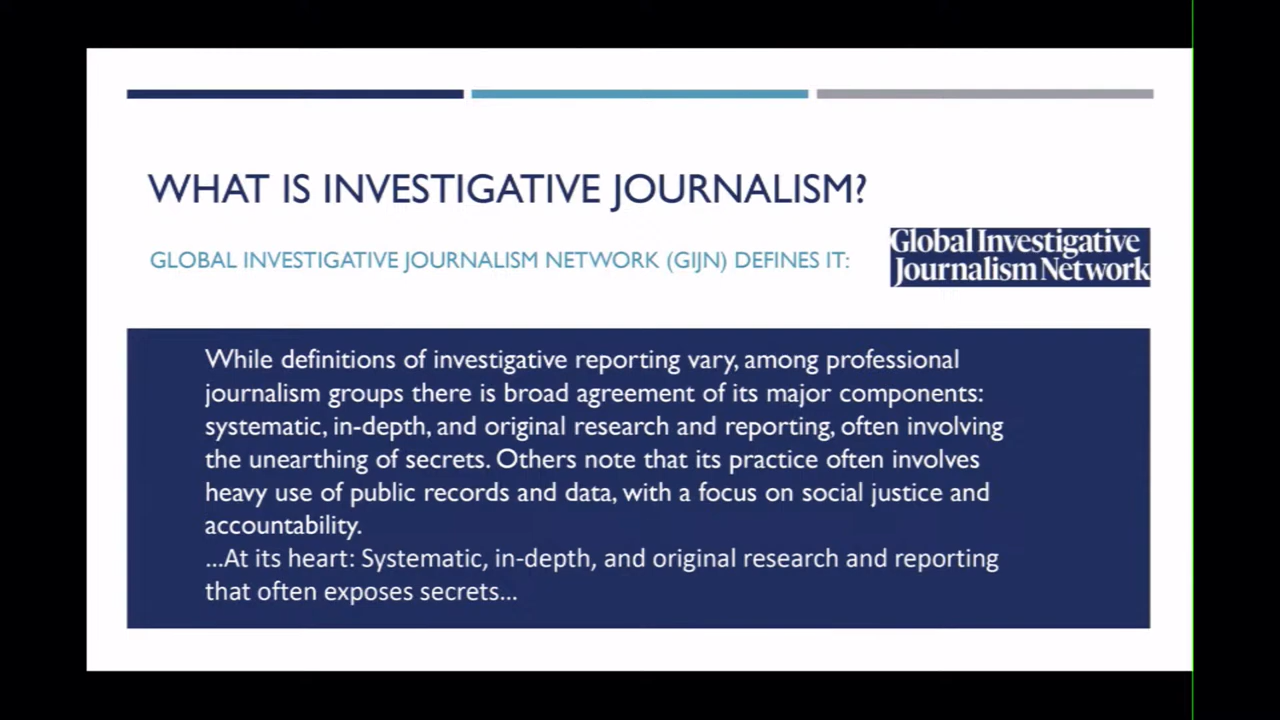 WHAT IS INVESTIGATIVE JOURNALISM?
GLOBAL INVESTIGATIVE JOURNALISM NETWORK (GIJN) DEFINES IT:
Global Investigative
Journalism Network
While definitions of investigative reporting vary, among professional
journalism groups there is broad agreement of its major components:
systematic, in-depth, and original research and reporting, often involving
the unearthing of secrets. Others note that its practice often involves
heavy use of public records and data, with a focus on social justice and
accountability.
...At its heart: Systematic, in-depth, and original research and reporting
that often exposes secrets...